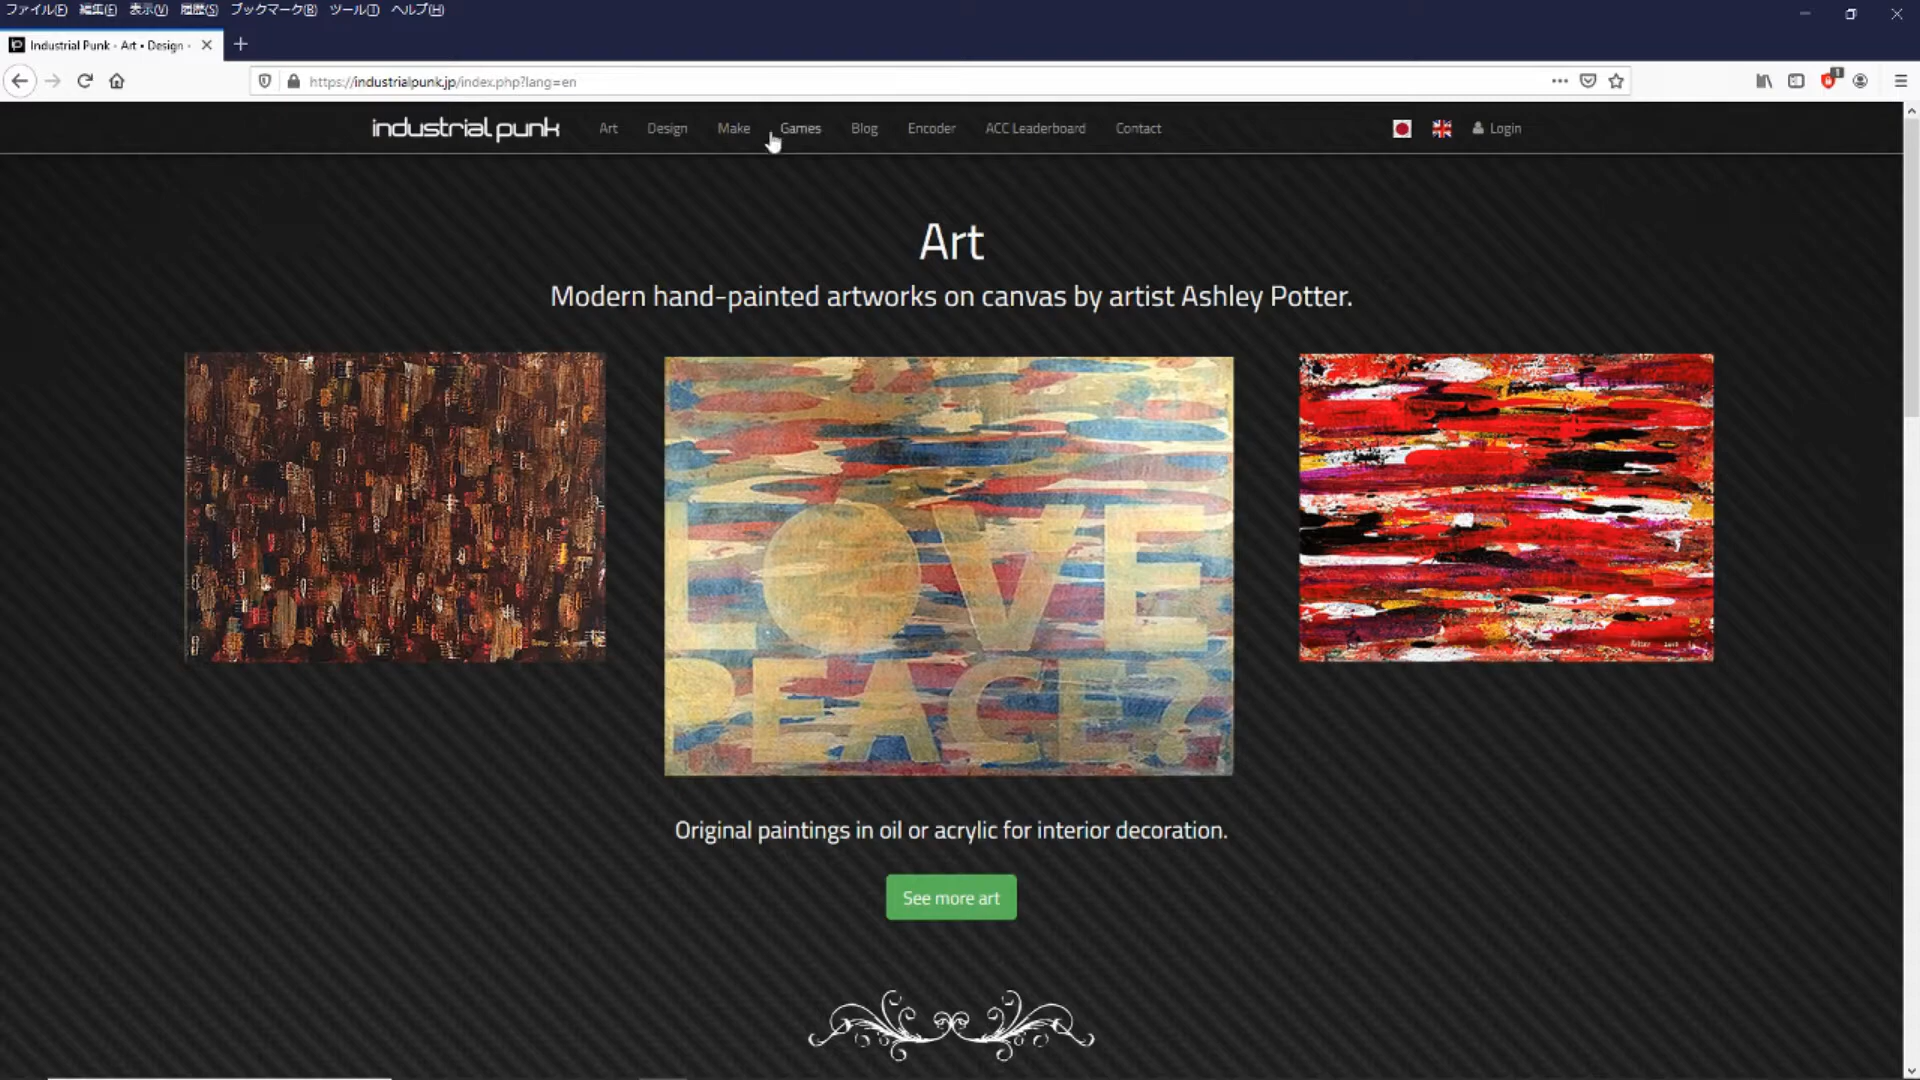 ファイル(F) 編集(E) 表示(V) 履歴(S) ブックマーク(B) ツール(T) ヘルプ(H)
Industrial Punk - Art • Design -
https://industrialpunk.jp/index.php?lang=en
1
industrial punk Art Design Make Games Blog Encoder ACC Leaderboard Contact Login
Art
Modern hand-painted artworks on canvas by artist Ashley Potter.
LOVE
PEACE?
Original paintings in oil or acrylic for interior decoration.
See more art